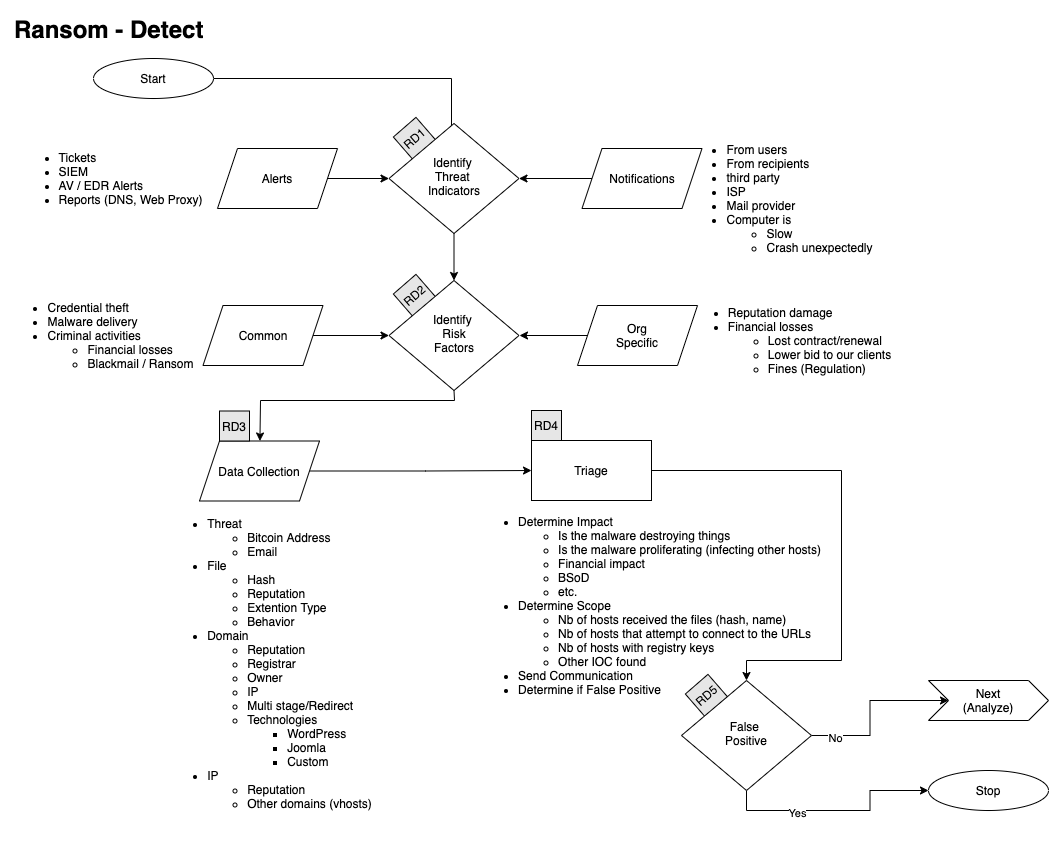 Ransom - Detect
Start
RD1
Identify
Threat
Indicators
Tickets
SIEM
AV / EDR Alerts
Reports (DNS, Web Proxy)
Alerts
Notifications
From users
From recipients
third party
ISP
Mail provider
Computer is
Slow
Crash unexpectedly
RD2
Identify
Risk
Factors
Credential theft
Malware delivery
Criminal activities
Financial losses
Blackmail / Ransom
Common
Org
Specific
Reputation damage
Financial losses
Lost contract/renewal
Lower bid to our clients
Fines (Regulation)
RD3
Data Collection
Threat
Bitcoin Address
Email
File
Hash
Reputation
Extention Type
Behavior
Domain
Reputation
Registrar
Owner
IP
Multi stage/Redirect
Technologies
WordPress
Joomla
Custom
IP
Reputation
Other domains (vhosts)
RD4
Triage
Determine Impact
Is the malware destroying things
Is the malware proliferating (infecting other hosts)
Financial impact
BSoD
etc.
Determine Scope
Nb of hosts received the files (hash, name)
Nb of hosts that attempt to connect to the URLs
Nb of hosts with registry keys
Other IOC found
Send Communication
Determine if False Positive
RD5
False
Positive
No
Next
(Analyze)
Yes
Stop